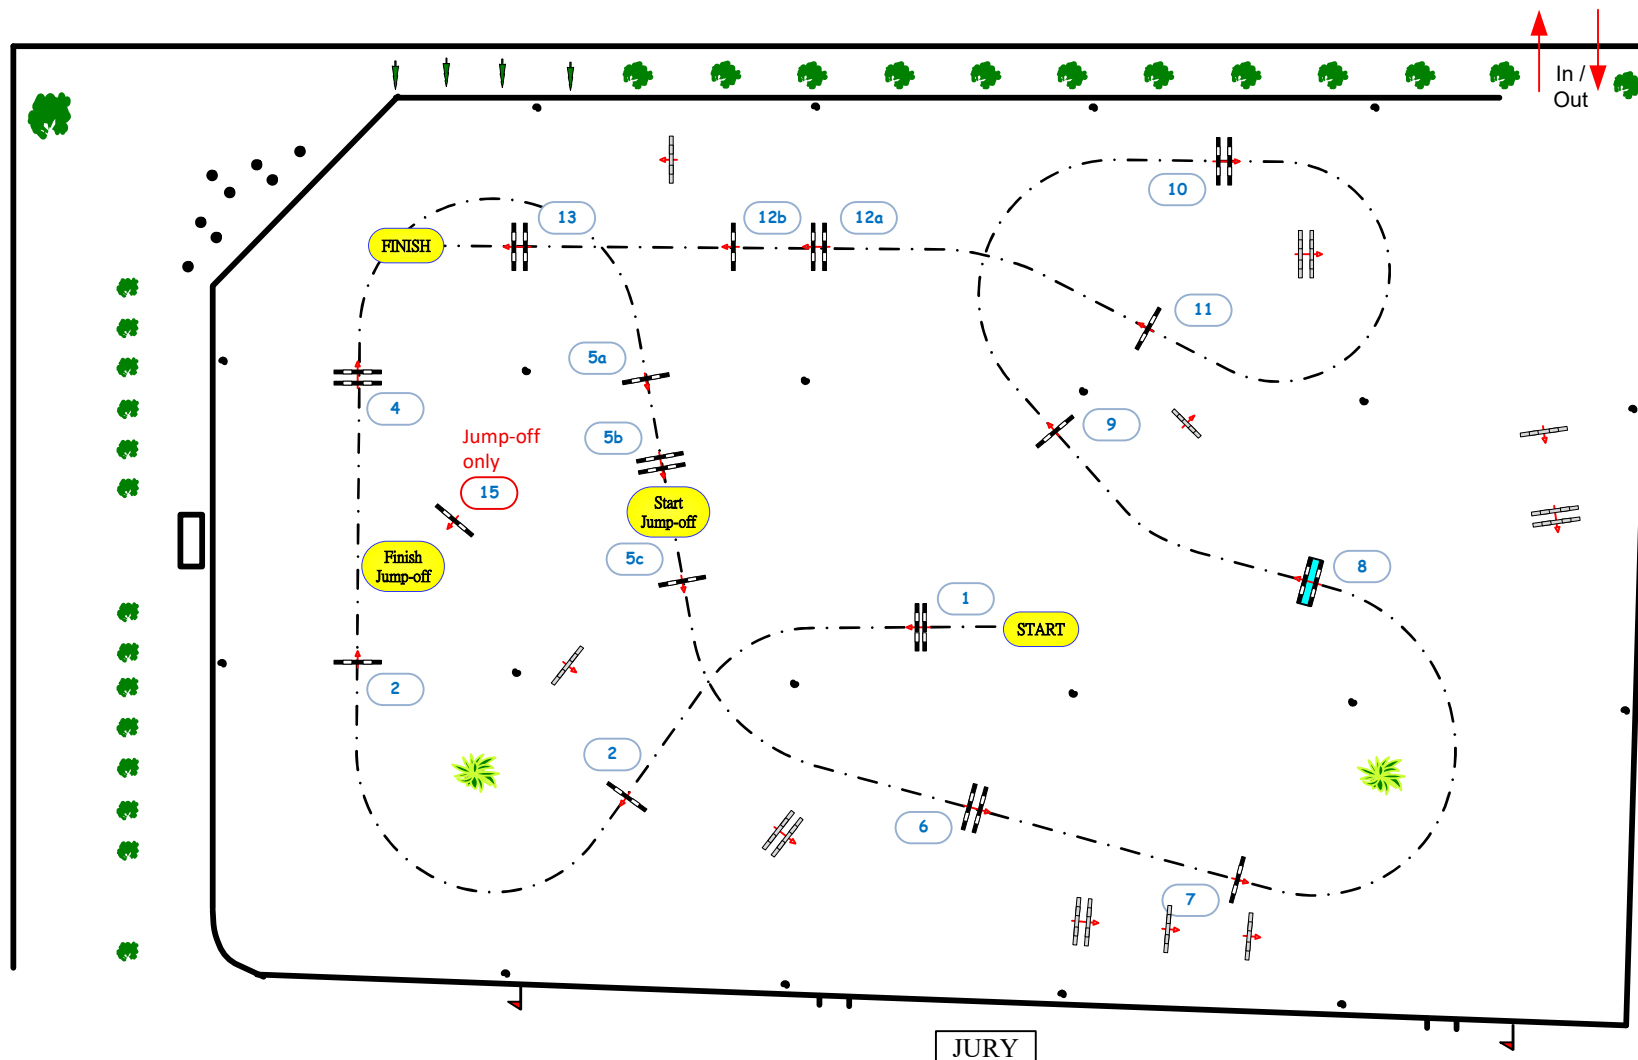 In /
Out
10
13
12b
12a
FINISH
11
5a
4
9
5b
Jump-off
only
15
Start
Jump-off
5c
Finish
Jump-off
8
1
START
2
2
6
7
JURY